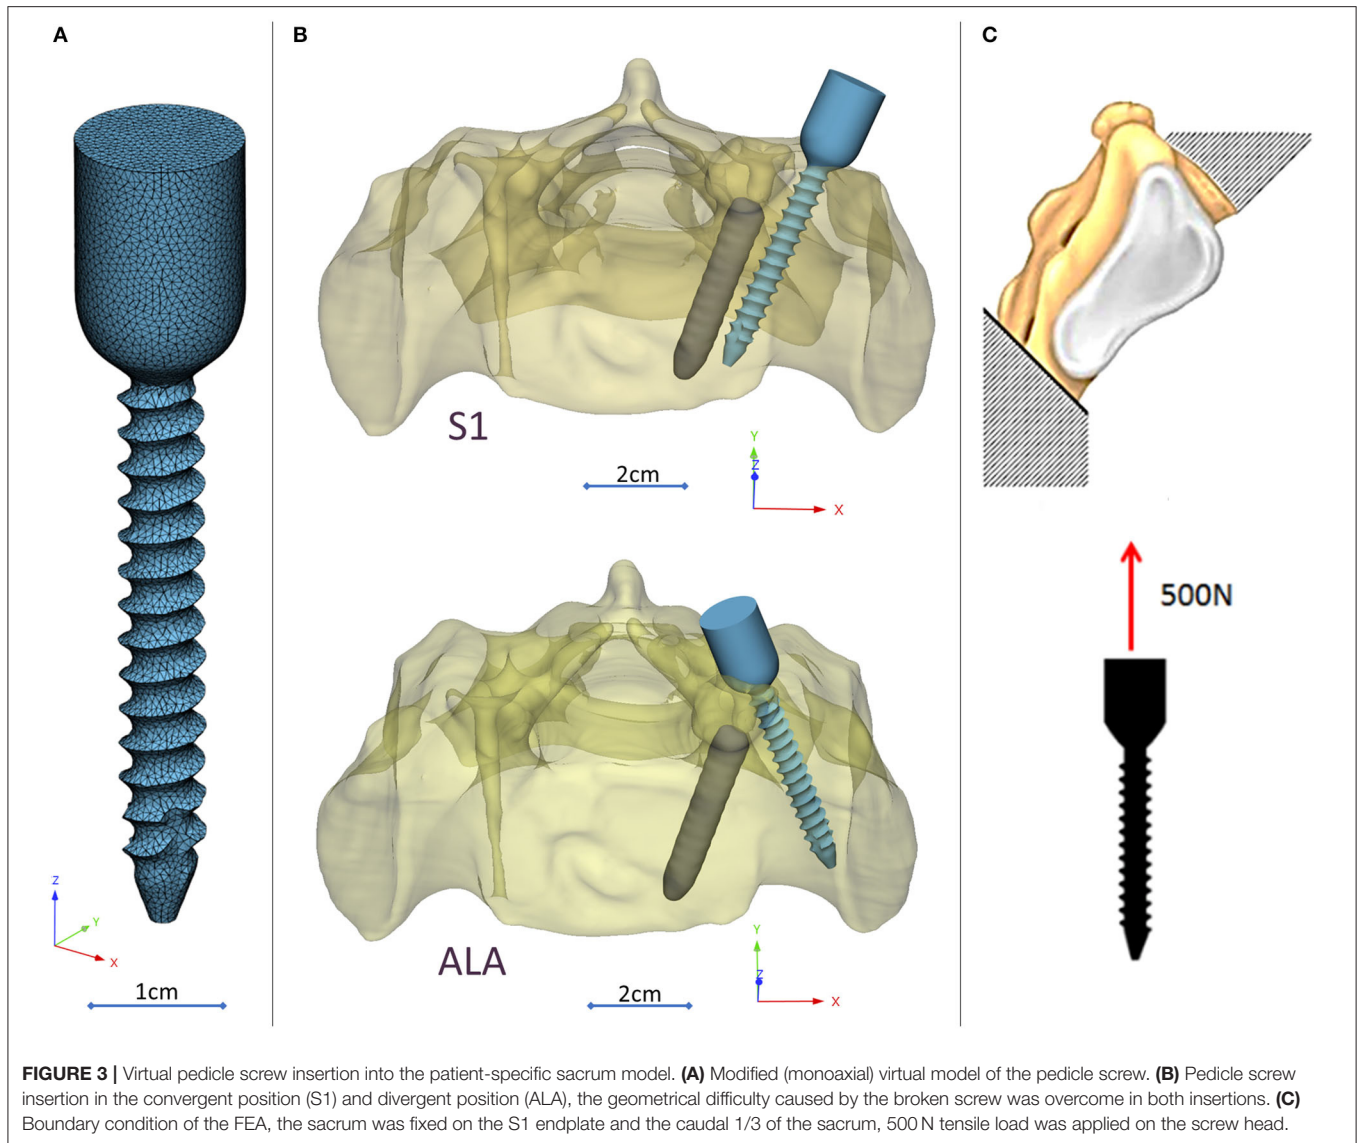 A
B
C
S1
2cm
Y
Z
X
500N
Z
Y
X
1cm
ALA
2cm
Y
Z
X
FIGURE 3 | Virtual pedicle screw insertion into the patient-specific sacrum model. (A) Modified (monoaxial) virtual model of the pedicle screw. (B) Pedicle screw
insertion in the convergent position (S1) and divergent position (ALA), the geometrical difficulty caused by the broken screw was overcome in both insertions. (C)
Boundary condition of the FEA, the sacrum was fixed on the S1 endplate and the caudal 1/3 of the sacrum, 500 N tensile load was applied on the screw head.